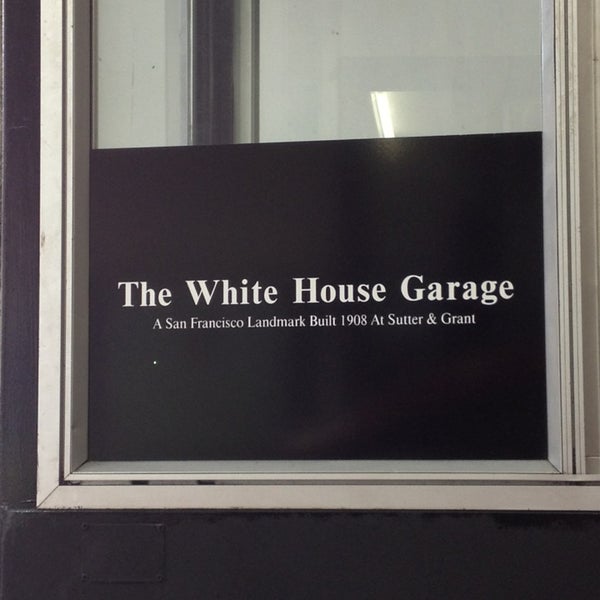 The White House Garage
A San Francisco Landmark Built 1908 At Sutter & Grant